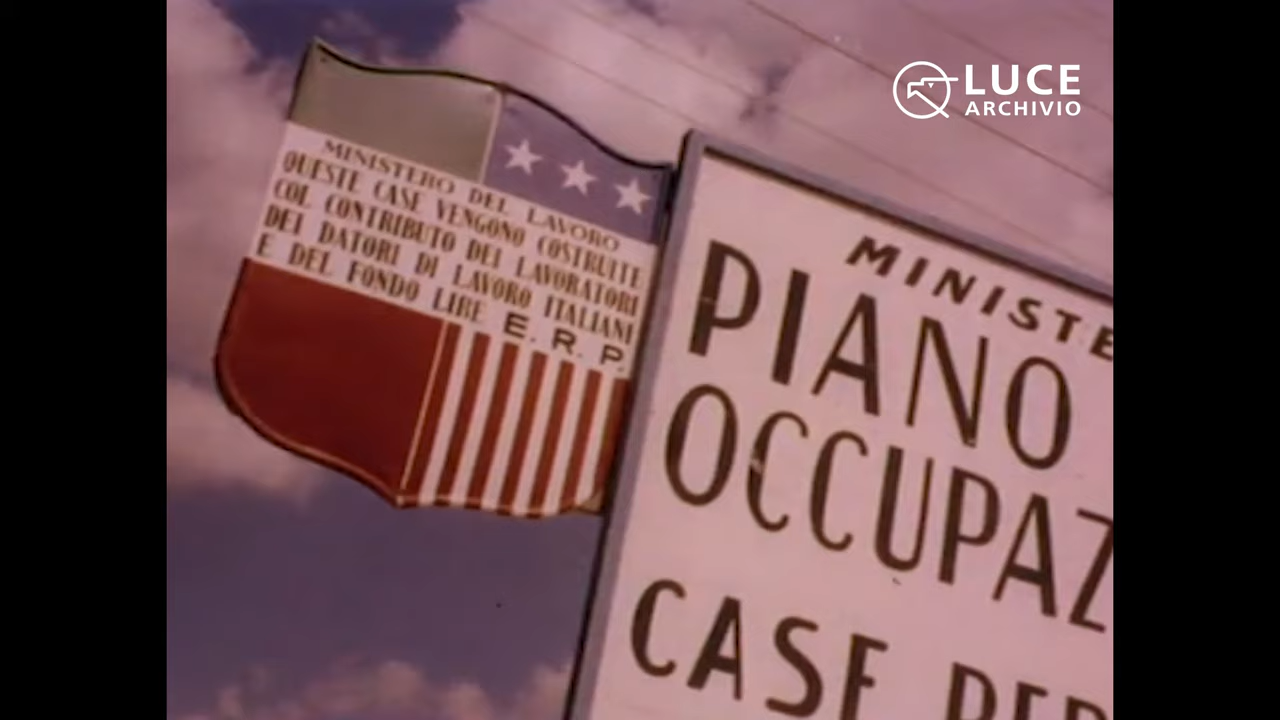 LUCE
ARCHIVIO
MINISTERO DEL LAVORO
QUESTE CASE VENGONO COSTRUITE
COL CONTRIBUTO DEI LAVORATORI
DEI DATORI DI LAVORO ITALIANI
E DEL FONDO LIRE E.R.P.
MINISTE
PIANO
OCCUPAZ
CASE PER